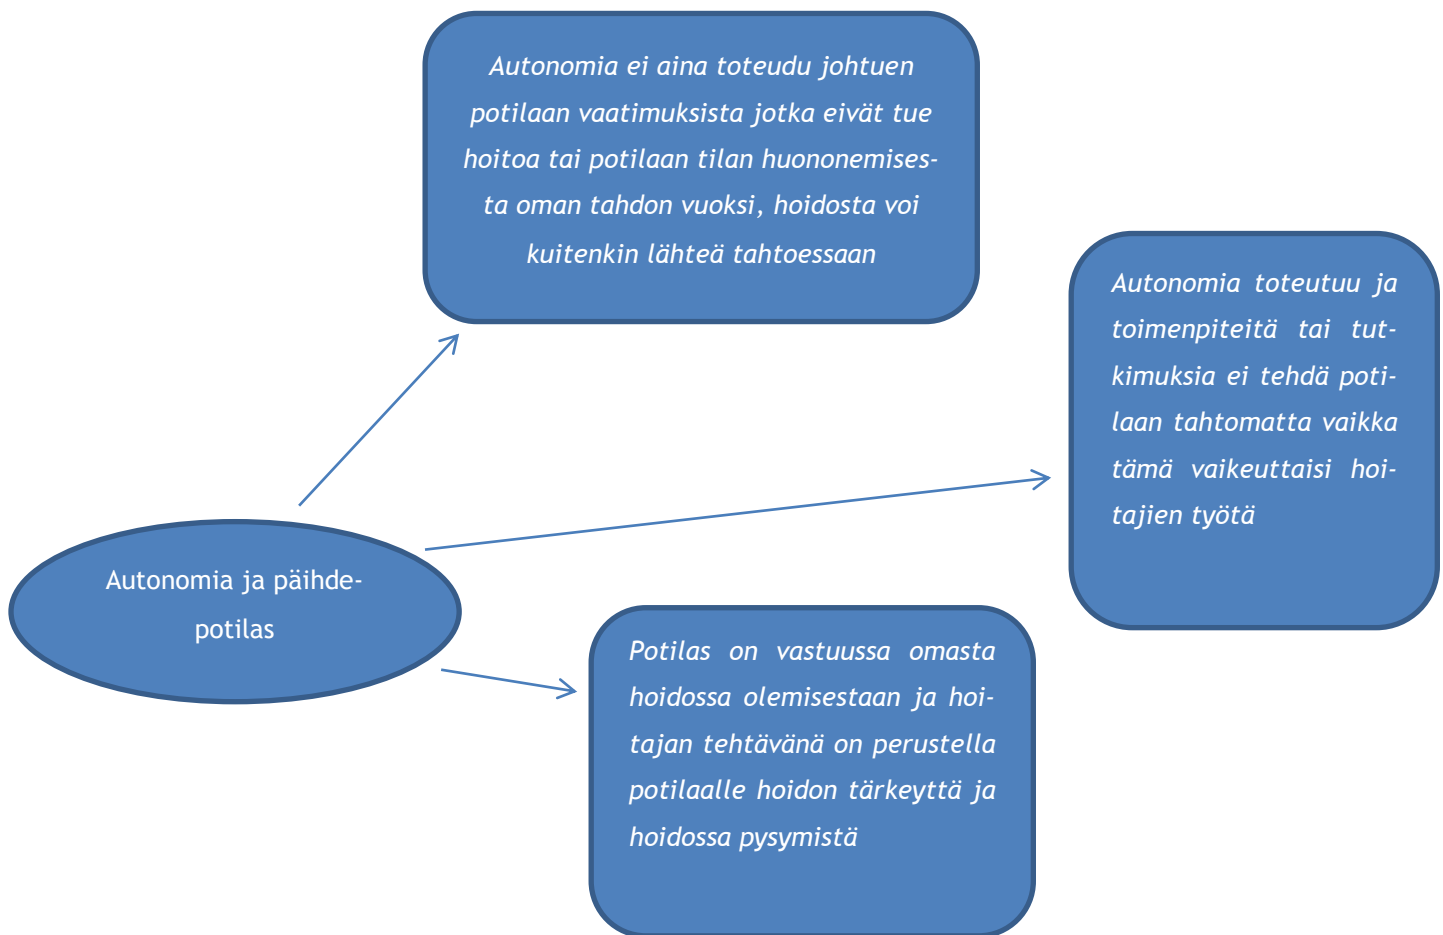 Autonomia ei aina toteudu johtuen
potilaan vaatimuksista jotka eivät tue
hoitoa tai potilaan tilan huononemises-
ta oman tahdon vuoksi, hoidosta voi
kuitenkin lähteä tahtoessaan
Autonomia toteutuu ja
toimenpiteitä tai tut-
kimuksia ei tehdä poti-
laan tahtomatta vaikka
tämä vaikeuttaisi hoi-
tajien työtä
Autonomia ja päihde-
potilas
Potilas on vastuussa omasta
hoidossa olemisestaan ja hoi-
tajan tehtävänä on perustella
potilaalle hoidon tärkeyttä ja
hoidossa pysymistä